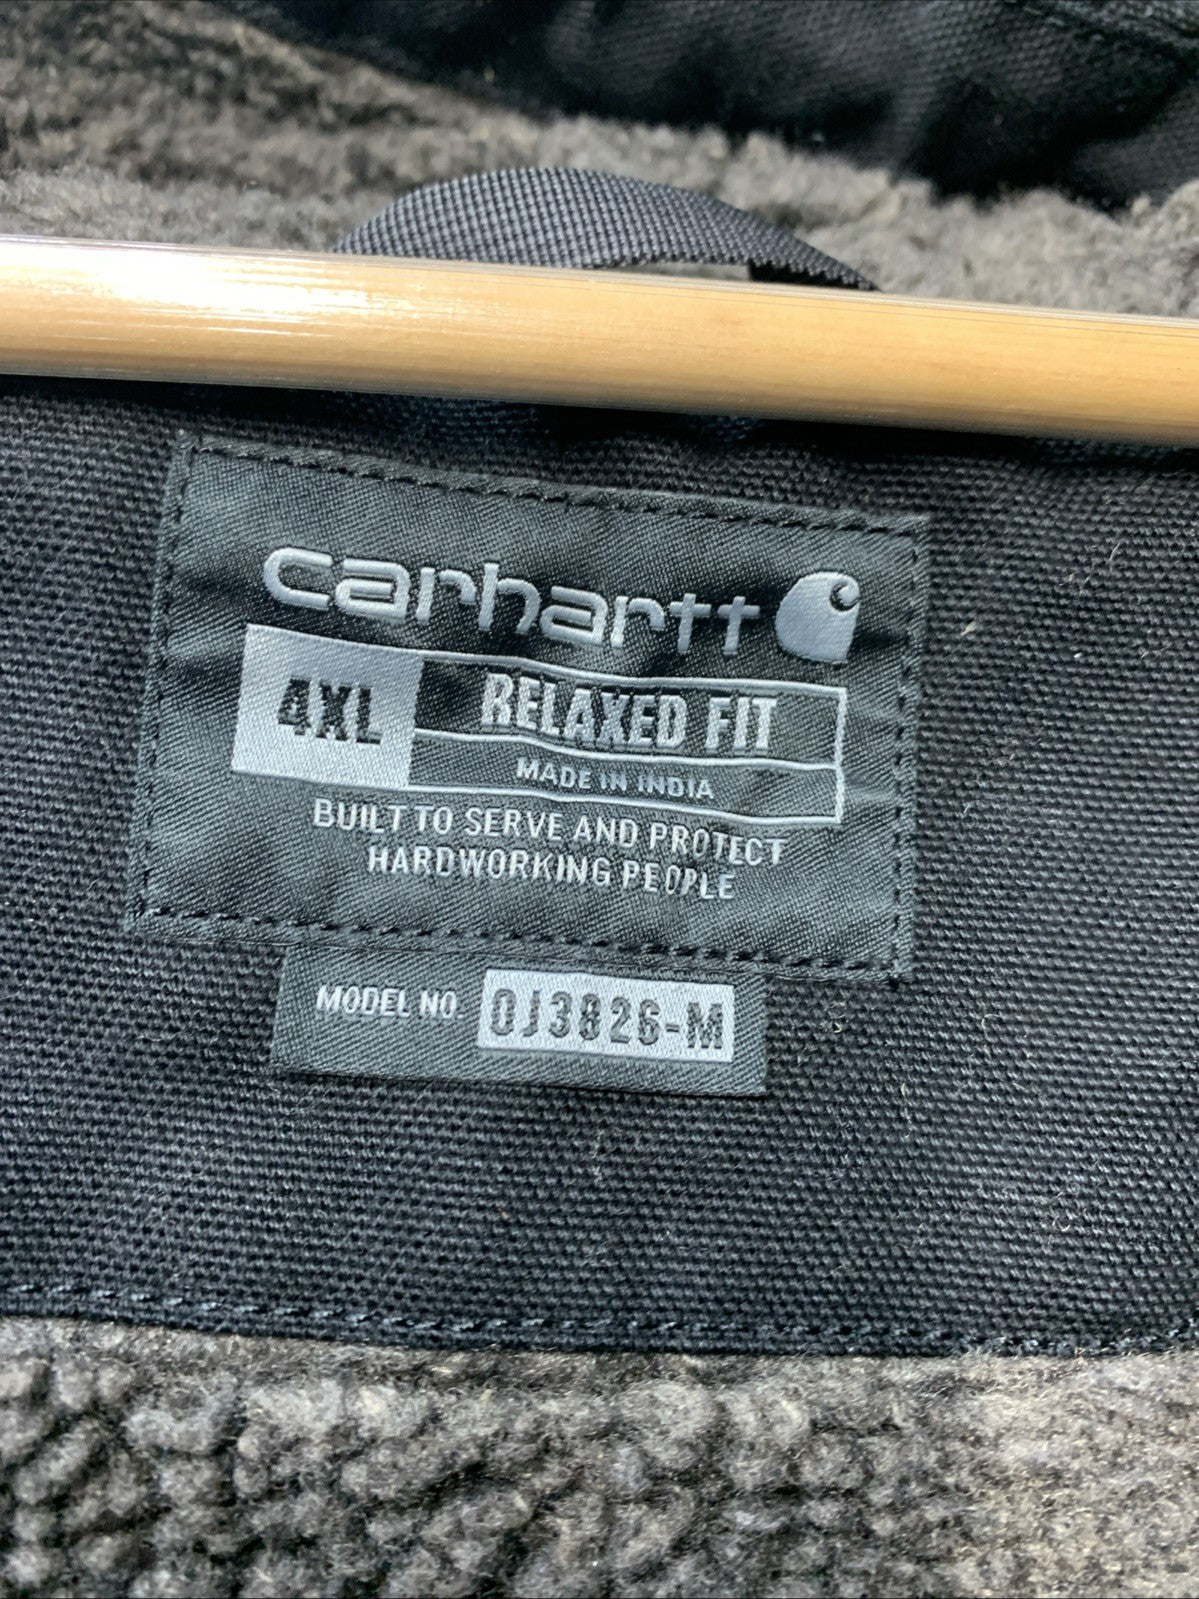 carhartt
4XL
RELAXED FIT
MADE IN INDIA
BUILT TO SERVE AND PROTECT
HARDWORKING PEOPLE
MODEL NO. OJ3826-M